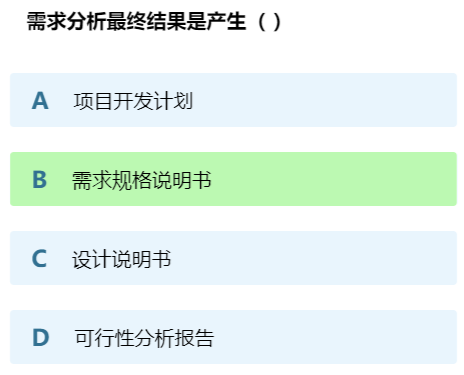 需求分析最终结果是产生（ ）
A 项目开发计划
B 需求规格说明书
C 设计说明书
D 可行性分析报告